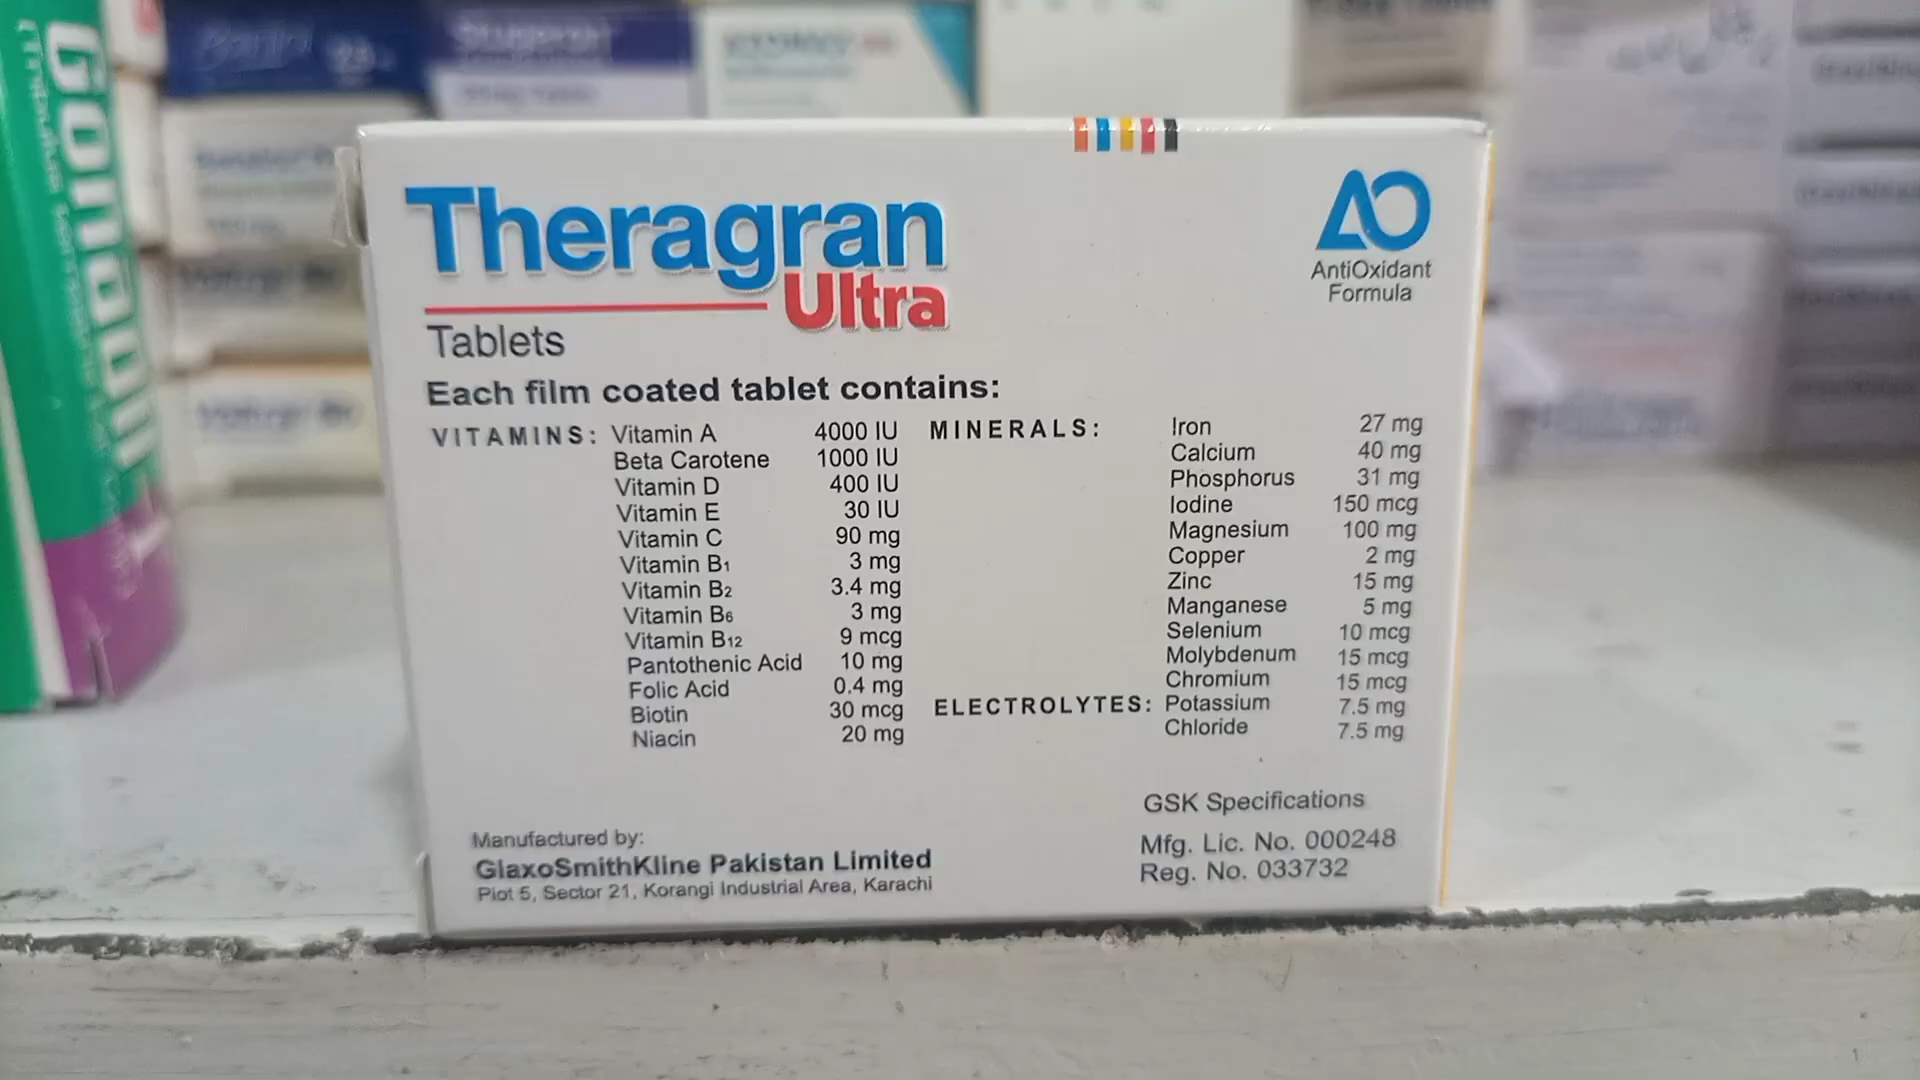 Theragran
Ultra
Tablets
AO
AntiOxidant
Formula
Each film coated tablet contains:
VITAMINS: Vitamin A 4000 IU
Beta Carotene 1000 IU
Vitamin D 400 IU
Vitamin E 30 IU
Vitamin C 90 mg
Vitamin B1 3 mg
Vitamin B2 3.4 mg
Vitamin B6 3 mg
Vitamin B12 9 mcg
Pantothenic Acid 10 mg
Folic Acid 0.4 mg
Biotin 30 mcg
Niacin 20 mg
MINERALS: Iron 27 mg
Calcium 40 mg
Phosphorus 31 mg
Iodine 150 mcg
Magnesium 100 mg
Copper 2 mg
Zinc 15 mg
Manganese 5 mg
Selenium 10 mcg
Molybdenum 15 mcg
Chromium 15 mcg
ELECTROLYTES: Potassium 7.5 mg
Chloride 7.5 mg
GSK Specifications
Mfg. Lic. No. 000248
Reg. No. 033732
Manufactured by:
GlaxoSmithKline Pakistan Limited
Plot 5, Sector 21, Korangi Industrial Area, Karachi